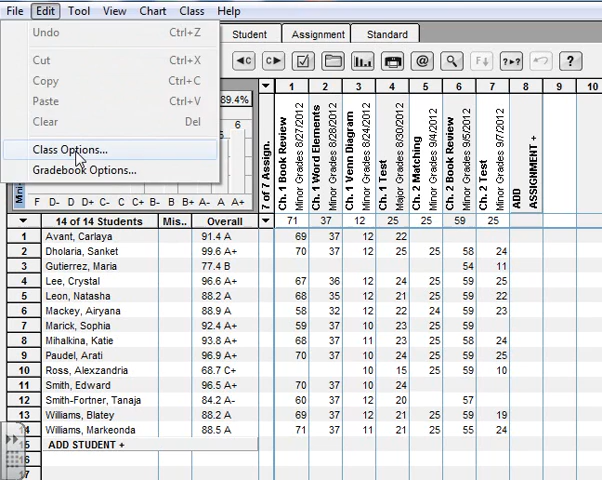 File Edit Tool View Chart Class Help
Undo Ctrl+Z
Student Assignment Standard
Cut Ctrl+X
Copy Ctrl+C
Paste Ctrl+V
Clear Del
Class Options...
Gradebook Options...
C C @ F ?▸? ?
89.4%
6
6
F D- D D+ C- C C+ B- B B+ A- A A+
7 of 7 Assign.
1 2 3 4 5 6 7 8 9 10
Ch. 1 Book Review
Minor Grades 8/27/2012
Ch. 1 Word Elements
Minor Grades 8/28/2012
Ch. 1 Venn Diagram
Minor Grades 8/24/2012
Ch. 1 Test
Major Grades 8/30/2012
Ch. 2 Matching
Minor Grades 9/4/2012
Ch. 2 Book Review
Minor Grades 9/5/2012
Ch. 2 Test
Minor Grades 9/7/2012
ADD
ASSIGNMENT +
14 of 14 Students Mis.. Overall 71 37 12 25 25 59 25
1 Avant, Carlaya 91.4 A 69 37 12 22
2 Dholaria, Sanket 99.6 A+ 70 37 12 25 25 58 24
3 Gutierrez, Maria 77.4 B 54 11
4 Lee, Crystal 96.6 A+ 67 36 12 24 25 59 25
5 Leon, Natasha 88.2 A 68 35 12 21 25 59 22
6 Mackey, Airyana 88.9 A 58 32 12 22 24 59 23
7 Marick, Sophia 92.4 A+ 59 37 10 23 25 59
8 Mihalkina, Katie 93.8 A+ 68 37 11 23 25 58 24
9 Paudel, Arati 96.9 A+ 70 37 10 24 25 59 25
10 Ross, Alexzandria 68.7 C+ 10 15 25 59 10
11 Smith, Edward 96.5 A+ 70 37 10 24
12 Smith-Fortner, Tanaja 84.2 A- 60 37 12 20 57
13 Williams, Blatey 88.2 A 69 37 12 21 25 59 19
14 Williams, Markeonda 88.5 A 71 37 11 21 25 55 24
15 ADD STUDENT +
16
17